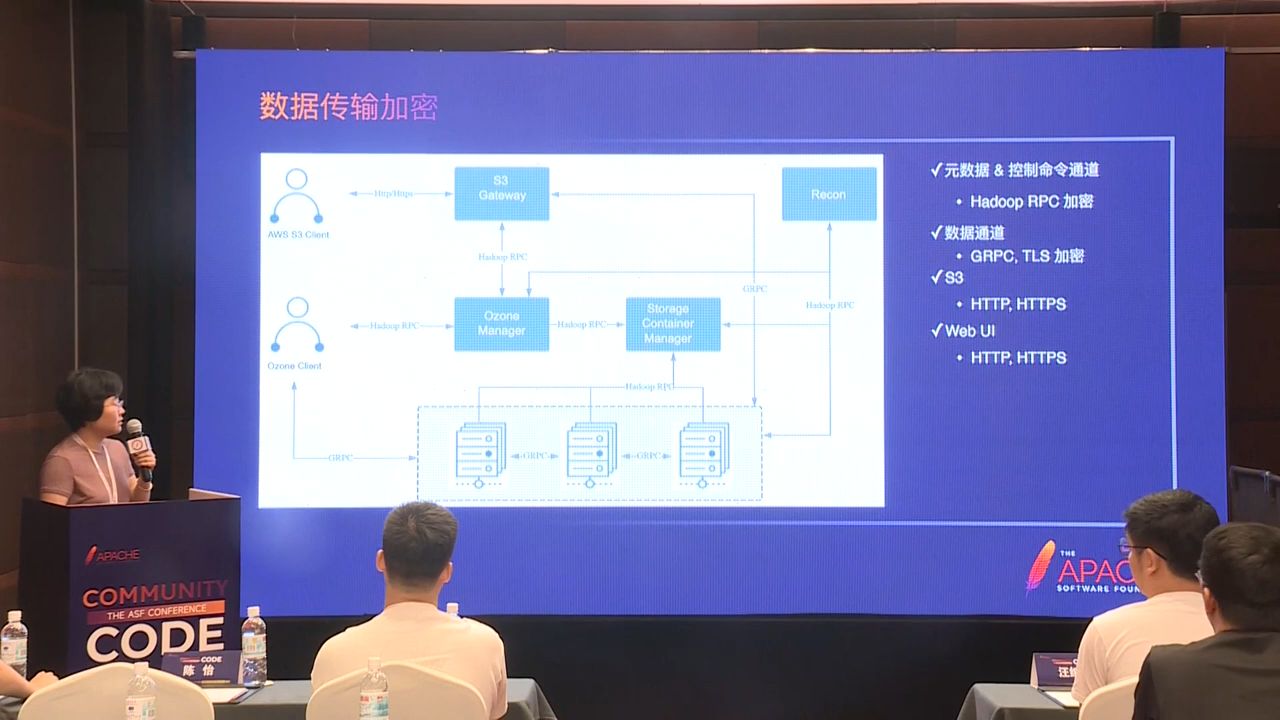 数据传输加密
S3
Gateway
Recon
Http/Https
AWS S3 Client
Hadoop RPC
GRPC
Hadoop RPC
Ozone
Manager
Storage
Container
Manager
Hadoop RPC
Hadoop RPC
Ozone Client
Hadoop RPC
GRPC
GRPC
GRPC
✓元数据 & 控制命令通道
• Hadoop RPC 加密
✓数据通道
• GRPC, TLS 加密
✓S3
• HTTP, HTTPS
✓Web UI
• HTTP, HTTPS
THE
APAC
SOFTWARE FOUN
APACHE
COMMUNITY
THE ASF CONFERENCE
CODE
CODE
陈 怡
汪